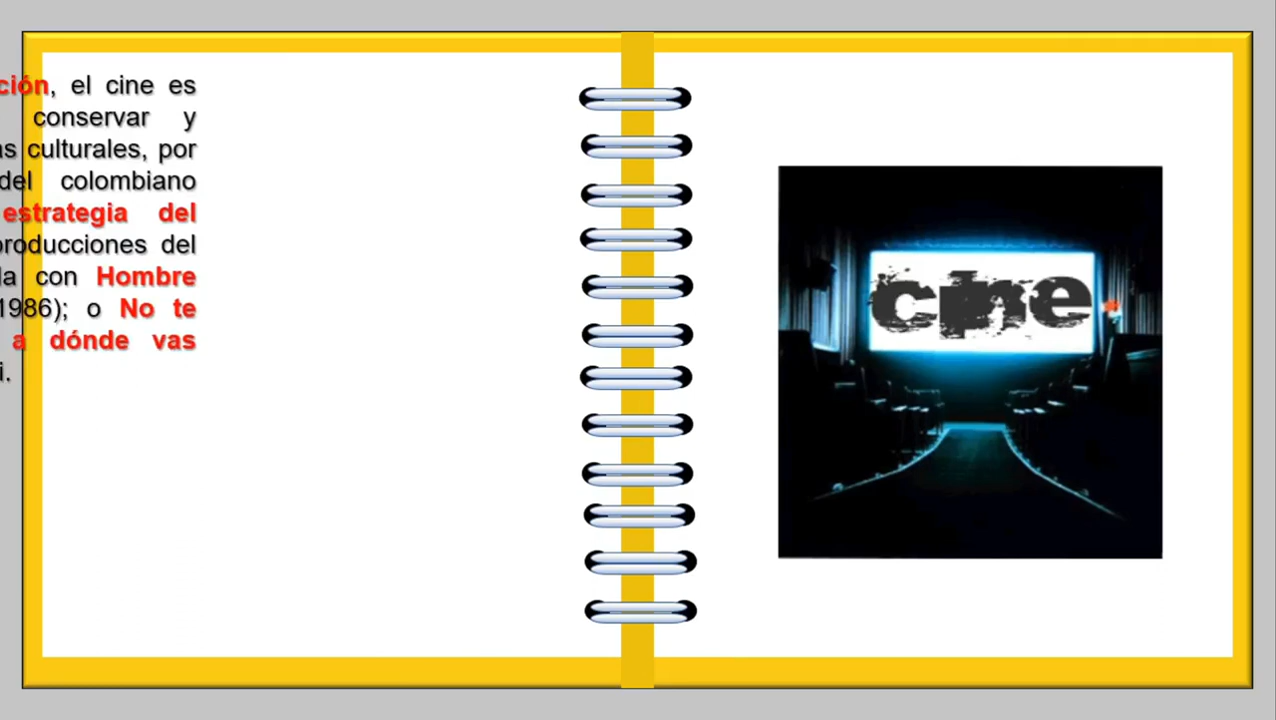 ción, el cine es
conservar y
as culturales, por
del colombiano
estrategia del
producciones del
la con Hombre
1986); o No te
a dónde vas
i.
cine